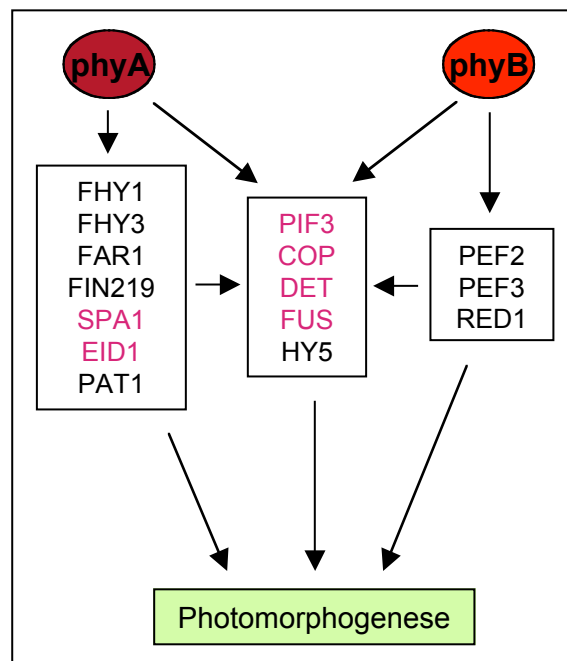 phyA
phyB
FHY1
FHY3
FAR1
FIN219
SPA1
EID1
PAT1
PIF3
COP
DET
FUS
HY5
PEF2
PEF3
RED1
Photomorphogenese